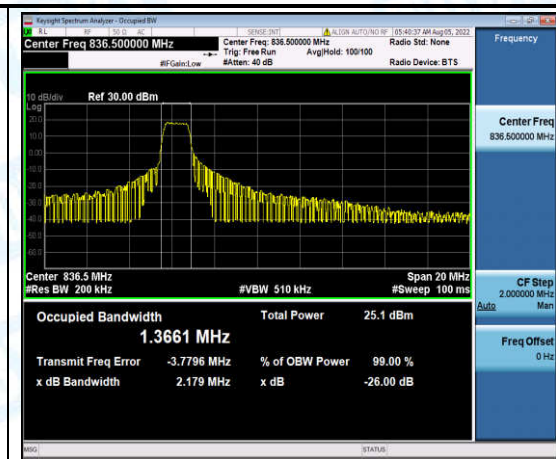 Keysight Spectrum Analyzer - Occupied BW
RL RF 50 Ω AC SENSE:INT ALIGN AUTO/NO RF 05:40:37 AM Aug 05, 2022
Center Freq 836.500000 MHz Center Freq: 836.500000 MHz Radio Std: None Frequency
Trig: Free Run Avg|Hold: 100/100
#IFGain:Low #Atten: 40 dB Radio Device: BTS
10 dB/div Ref 30.00 dBm
Log
20.0
10.0
0.00
-10.0
-20.0
-30.0
-40.0
-50.0
-60.0
Center Freq
836.500000 MHz
Center 836.5 MHz Span 20 MHz
#Res BW 200 kHz #VBW 510 kHz #Sweep 100 ms
CF Step
2.000000 MHz
Auto Man
Occupied Bandwidth Total Power 25.1 dBm
1.3661 MHz
Transmit Freq Error -3.7796 MHz % of OBW Power 99.00 %
x dB Bandwidth 2.179 MHz x dB -26.00 dB
Freq Offset
0 Hz
MSG STATUS